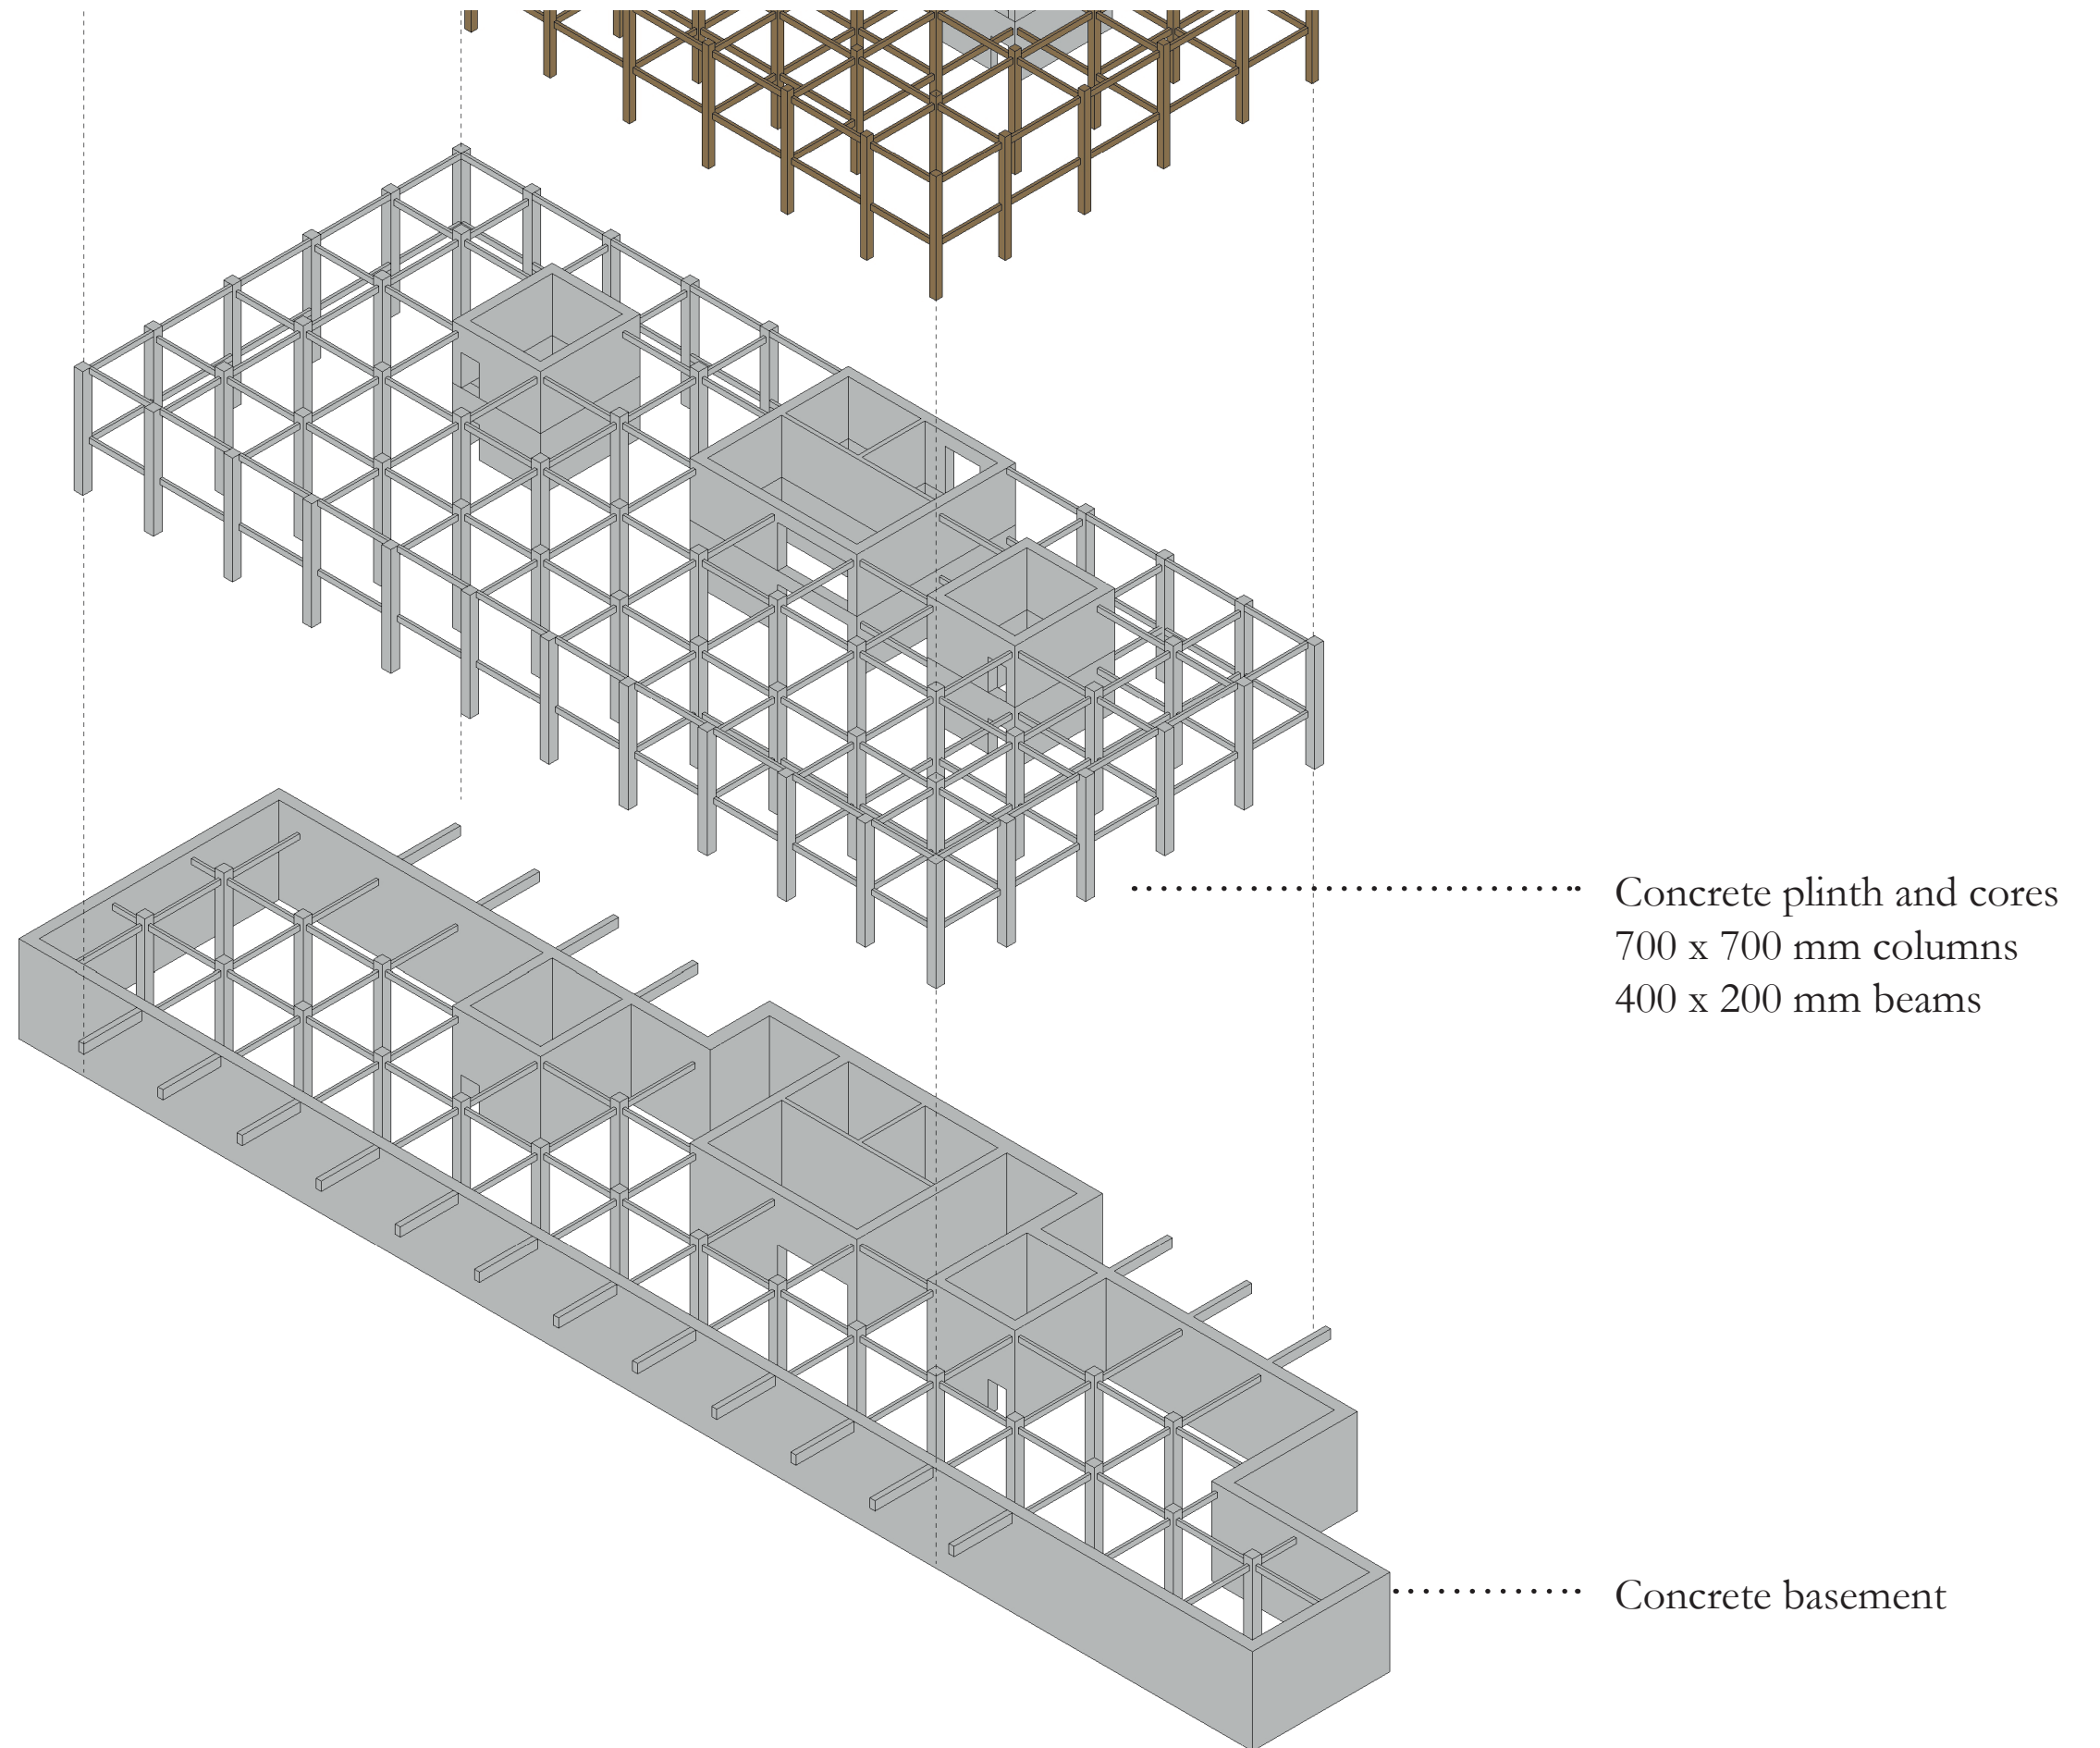 Concrete plinth and cores
700 x 700 mm columns
400 x 200 mm beams
Concrete basement